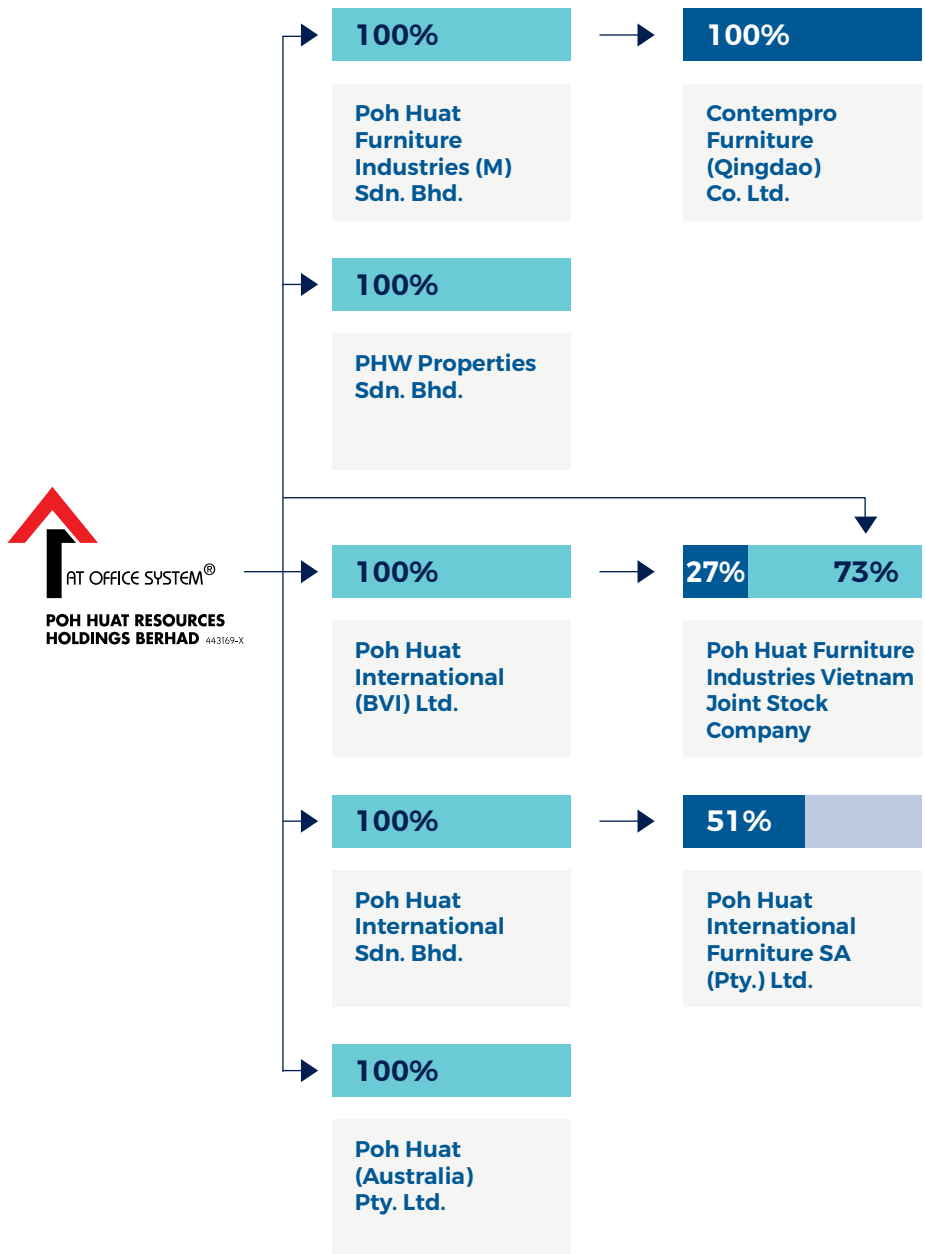 100%
100%
Poh Huat
Furniture
Industries (M)
Sdn. Bhd.
Contempro
Furniture
(Qingdao)
Co. Ltd.
100%
PHW Properties
Sdn. Bhd.
AT OFFICE SYSTEM®
POH HUAT RESOURCES
HOLDINGS BERHAD 443169-X
100%
27% 73%
Poh Huat
International
(BVI) Ltd.
Poh Huat Furniture
Industries Vietnam
Joint Stock
Company
100%
51%
Poh Huat
International
Sdn. Bhd.
Poh Huat
International
Furniture SA
(Pty.) Ltd.
100%
Poh Huat
(Australia)
Pty. Ltd.